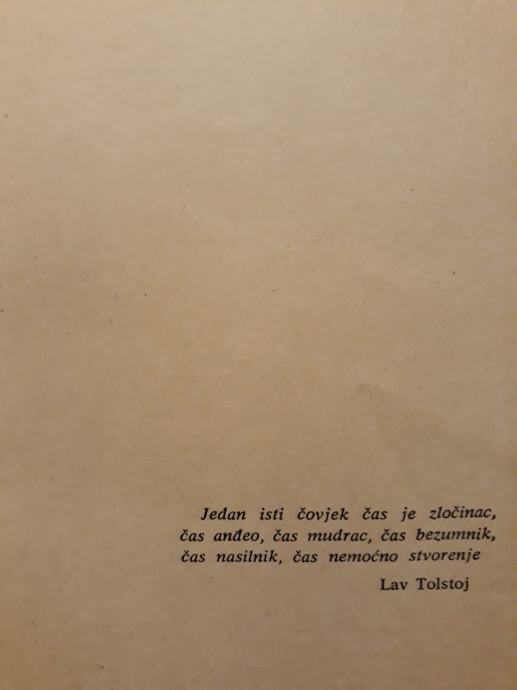 Jedan isti čovjek čas je zločinac,
čas anđeo, čas mudrac, čas bezumnik,
čas nasilnik, čas nemoćno stvorenje
Lav Tolstoj